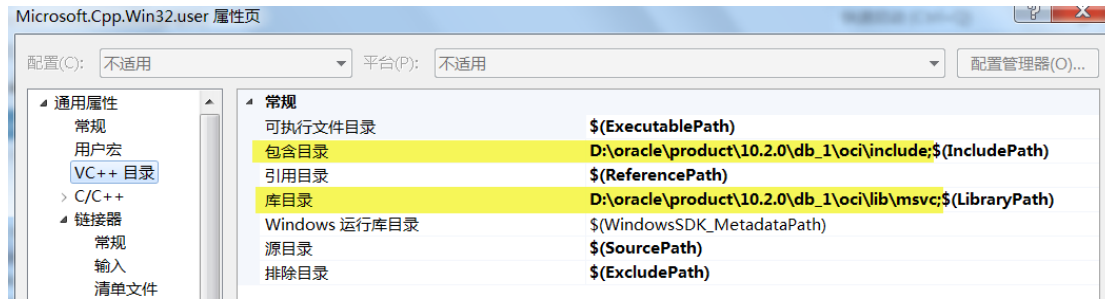 Microsoft.Cpp.Win32.user 属性页
配置(C): 不适用 平台(P): 不适用 配置管理器(O)...
通用属性
常规
用户宏
VC++ 目录
C/C++
链接器
常规
输入
清单文件
常规
可执行文件目录 $(ExecutablePath)
包含目录 D:\oracle\product\10.2.0\db_1\oci\include;$(IncludePath)
引用目录 $(ReferencePath)
库目录 D:\oracle\product\10.2.0\db_1\oci\lib\msvc;$(LibraryPath)
Windows 运行库目录 $(WindowsSDK_MetadataPath)
源目录 $(SourcePath)
排除目录 $(ExcludePath)